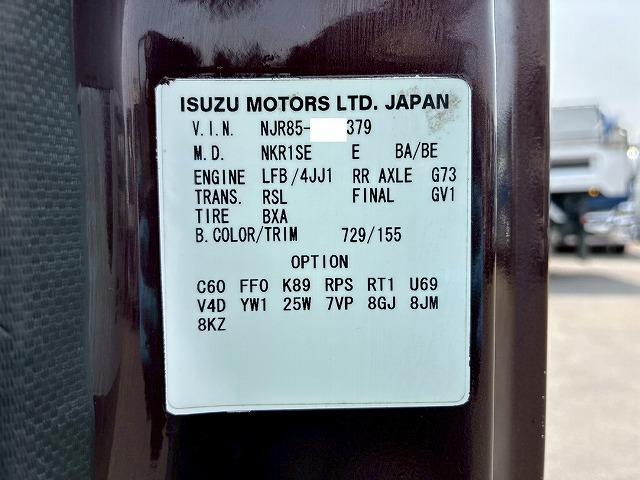 ISUZU MOTORS LTD. JAPAN
V.I.N. NJR85- 379
M.D. NKR1SE E BA/BE
ENGINE LFB/4JJ1 RR AXLE G73
TRANS. RSL FINAL GV1
TIRE BXA
B.COLOR/TRIM 729/155
OPTION
C60 FFO K89 RPS RT1 U69
V4D YW1 25W 7VP 8GJ 8JM
8KZ